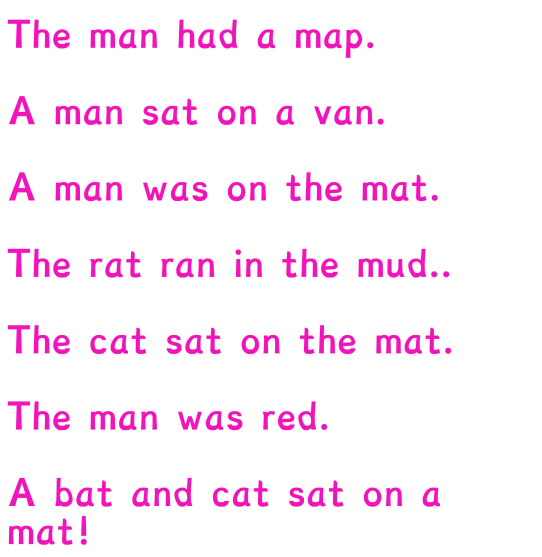 The man had a map.
A man sat on a van.
A man was on the mat.
The rat ran in the mud..
The cat sat on the mat.
The man was red.
A bat and cat sat on a
mat!